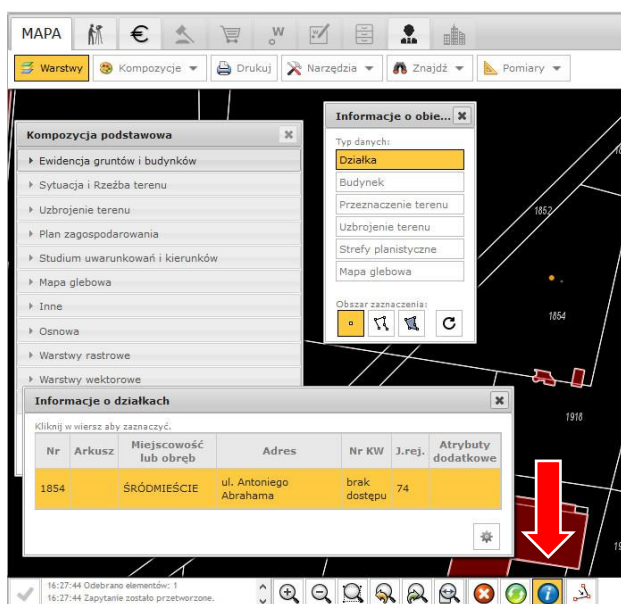 MAPA € W
Warstwy Kompozycje Drukuj Narzędzia Znajdź Pomiary
Kompozycja podstawowa
Ewidencja gruntów i budynków
Sytuacja i Rzeźba terenu
Uzbrojenie terenu
Plan zagospodarowania
Studium uwarunkowań i kierunków
Mapa glebowa
Inne
Osnowa
Warstwy rastrowe
Warstwy wektorowe
Informacje o obie...
Typ danych:
Działka
Budynek
Przeznaczenie terenu
Uzbrojenie terenu
Strefy planistyczne
Mapa glebowa
Obszar zaznaczenia:
1852
1854
1918
Informacje o działkach
Kliknij w wiersz aby zaznaczyć.
Nr Arkusz Miejscowość lub obręb Adres Nr KW J.rej. Atrybuty dodatkowe
1854 ŚRÓDMIEŚCIE ul. Antoniego Abrahama brak dostępu 74
16:27:44 Odebrano elementów: 1
16:27:44 Zapytanie zostało przetworzone.